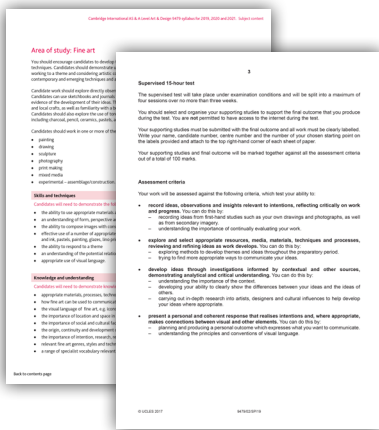 Cambridge International AS & A Level Art & Design 9479 syllabus for 2019, 2020 and 2021. Subject content
Area of study: Fine art
You should encourage candidates to develop
techniques. Candidates should demonstrate
working to a theme and considering artistic
contemporary and emerging techniques and
Candidate work should explore directly
Candidates can use sketchbooks and journals
evidence of the development of their ideas.
and local crafts, as well as familiarity with a
Candidates should also explore the use of
including charcoal, pencil, ceramics, pastels,
Candidates should work in one or more of the
• painting
• drawing
• sculpture
• photography
• print making
• mixed media
• experimental – assemblage/construction
Skills and techniques
Candidates will need to demonstrate
• the ability to use appropriate materials
• an understanding of form, perspective
• the ability to compose images with
• effective use of a number of appropriate
and ink, pastels, painting, glazes, lino
• the ability to respond to a theme
• an understanding of the potential
• appropriate use of visual language.
Knowledge and understanding
Candidates will need to demonstrate
• appropriate materials, processes,
• how fine art can be used to
• the visual language of fine art, e.g.
• the importance of location and space in
• the importance of social and cultural
• the origin, continuity and development
• the importance of intention, research,
• relevant fine art genres, styles and
• a range of specialist vocabulary relevant
Back to contents page
3
Supervised 15-hour test
The supervised test will take place under examination conditions and will be split into a maximum of
four sessions over no more than three weeks.
You should select and organise your supporting studies to support the final outcome that you produce
during the test. You are not permitted to have access to the internet during the test.
Your supporting studies must be submitted with the final outcome and all work must be clearly labelled.
Write your name, candidate number, centre number and the number of your chosen starting point on
the labels provided and attach to the top right-hand corner of each sheet of paper.
Your supporting studies and final outcome will be marked together against all the assessment criteria
out of a total of 100 marks.
Assessment criteria
Your work will be assessed against the following criteria, which test your ability to:
• record ideas, observations and insights relevant to intentions, reflecting critically on work
and progress. You can do this by:
– recording ideas from first-hand studies such as your own drawings and photographs, as well
as from secondary imagery.
– understanding the importance of continually evaluating your work.
• explore and select appropriate resources, media, materials, techniques and processes,
reviewing and refining ideas as work develops. You can do this by:
– exploring methods to develop themes and ideas throughout the preparatory period.
– trying to find more appropriate ways to communicate your ideas.
• develop ideas through investigations informed by contextual and other sources,
demonstrating analytical and critical understanding. You can do this by:
– understanding the importance of the context.
– developing your ability to clearly show the differences between your ideas and the ideas of
others.
– carrying out in-depth research into artists, designers and cultural influences to help develop
your ideas where appropriate.
• present a personal and coherent response that realises intentions and, where appropriate,
makes connections between visual and other elements. You can do this by:
– planning and producing a personal outcome which expresses what you want to communicate.
– understanding the principles and conventions of visual language.
© UCLES 2017